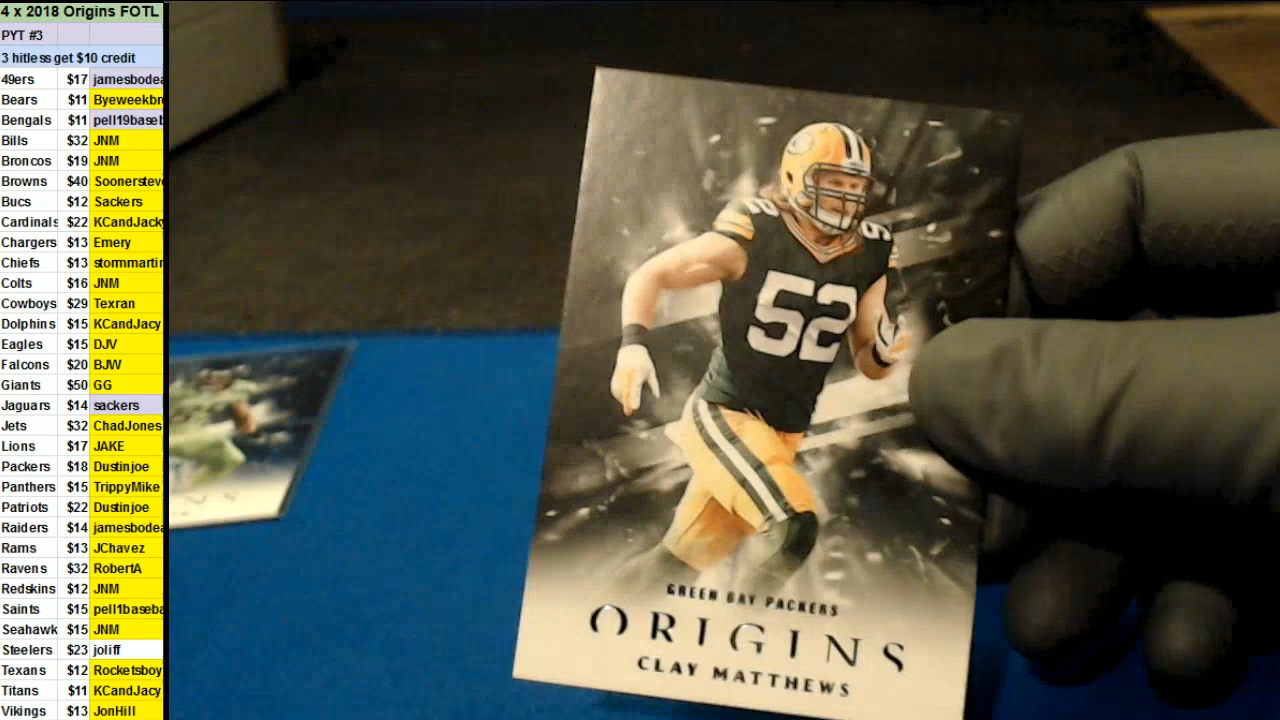 4 x 2018 Origins FOTL
PYT #3
3 hitless get $10 credit
49ers $17 jamesbodea
Bears $11 Byeweekbr
Bengals $11 pell19baseb
Bills $32 JNM
Broncos $19 JNM
Browns $40 Soonersteve
Bucs $12 Sackers
Cardinals $22 KCandJacky
Chargers $13 Emery
Chiefs $13 stormmartin
Colts $16 JNM
Cowboys $29 Texran
Dolphins $15 KCandJacy
Eagles $15 DJV
Falcons $20 BJW
Giants $50 GG
Jaguars $14 sackers
Jets $32 ChadJones
Lions $17 JAKE
Packers $18 Dustinjoe
Panthers $15 TrippyMike
Patriots $22 Dustinjoe
Raiders $14 jamesbodea
Rams $13 JChavez
Ravens $32 RobertA
Redskins $12 JNM
Saints $15 pell1baseba
Seahawk $15 JNM
Steelers $23 joliff
Texans $12 Rocketsboy
Titans $11 KCandJacy
Vikings $13 JonHill
52
52
GREEN BAY PACKERS
ORIGINS
CLAY MATTHEWS